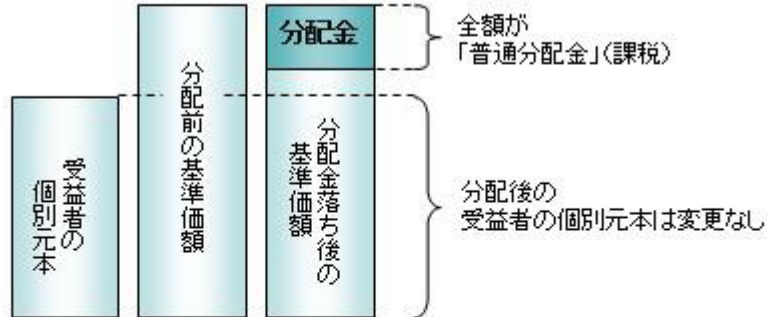 受益者の
個別元本
分配前の基準価額
分配金
分配金落ち後の
基準価額
全額が
「普通分配金」(課税)
分配後の
受益者の個別元本は変更なし